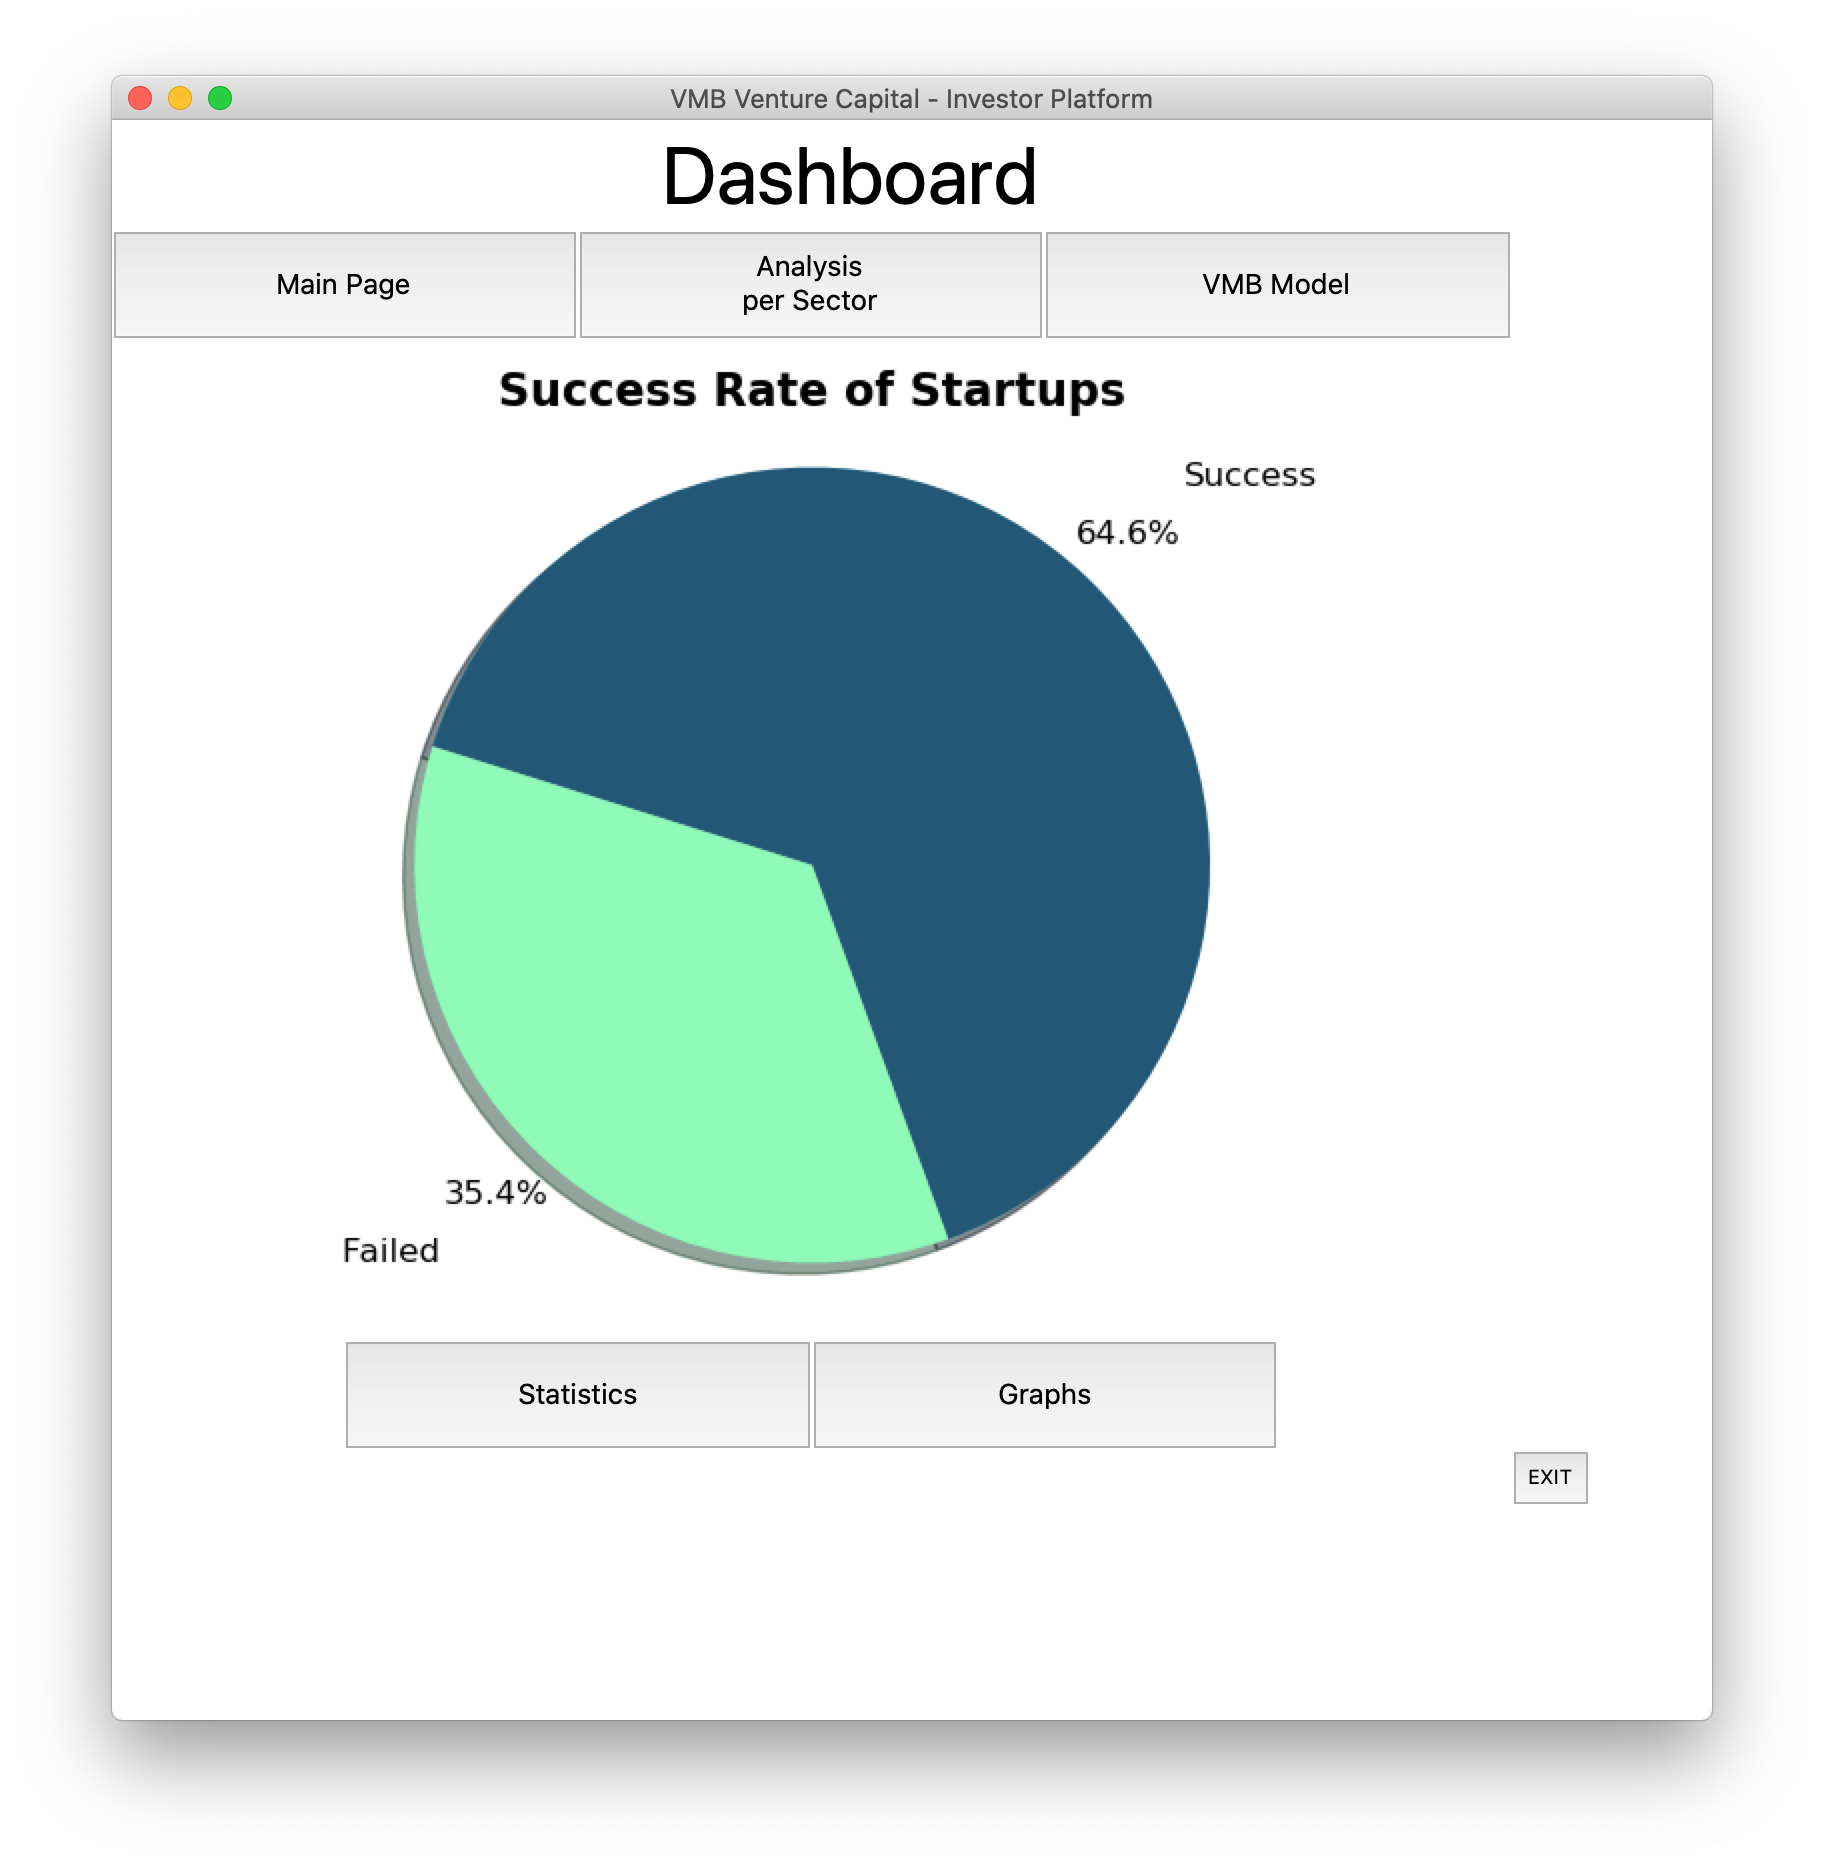 VMB Venture Capital - Investor Platform
Dashboard
Main Page
Analysis
per Sector
VMB Model
Success Rate of Startups
Success
64.6%
35.4%
Failed
Statistics
Graphs
EXIT